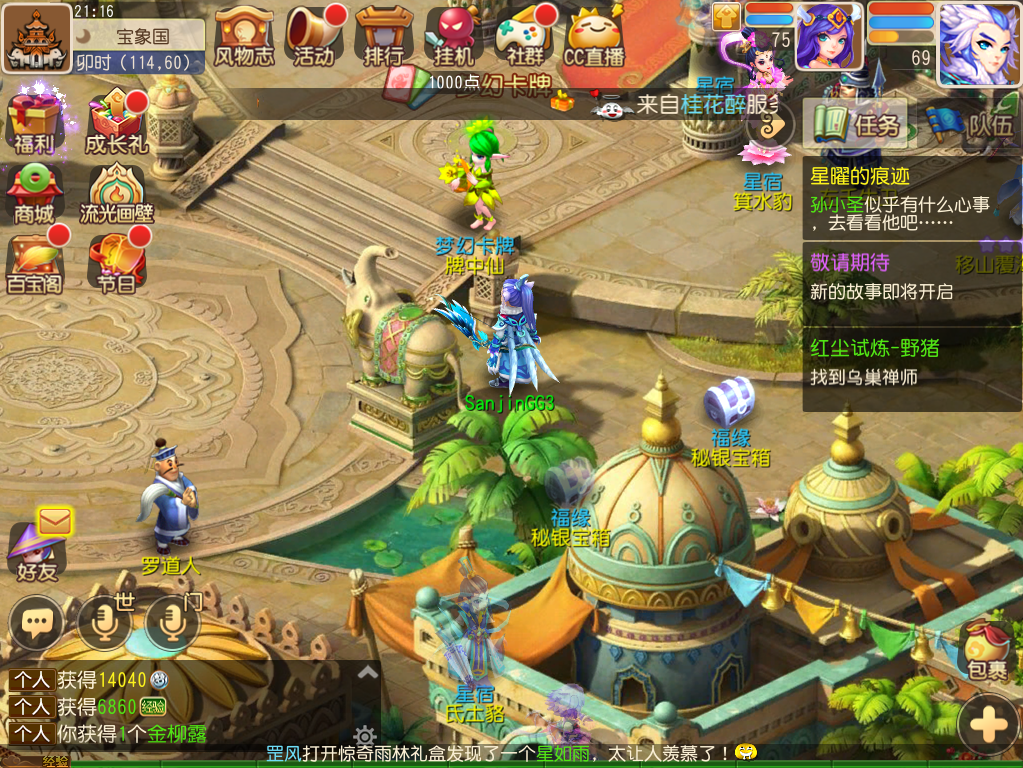 21:16
宝象国
卯时 (114,60)
风物志
活动
排行
挂机
社群
CC直播
75
69
1000点
幻卡牌
来自桂花醉服
福利
成长礼
商城
流光画壁
百宝阁
节日
任务
队伍
星曜的痕迹
孙小圣似乎有什么心事
，去看看他吧……
敬请期待
新的故事即将开启
红尘试炼-野猪
找到乌巢禅师
星宿
星宿
箕水豹
梦幻卡牌
牌中仙
SanjinGG3
福缘
秘银宝箱
福缘
秘银宝箱
罗道人
好友
世
门
星宿
氐土貉
包裹
个人 获得14040
个人 获得6860 经验
个人 你获得1个金柳露
罡风打开惊奇雨林礼盒发现了一个星如雨，太让人羡慕了！
经验